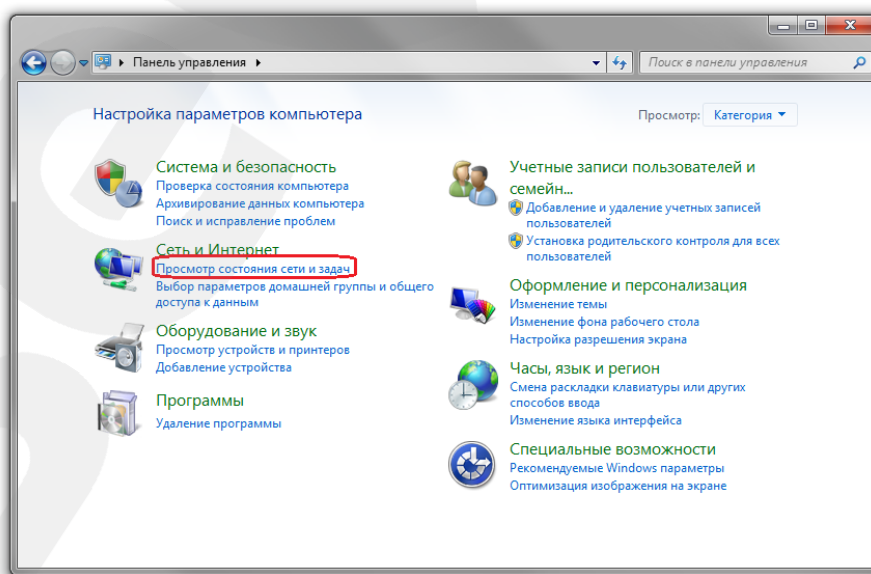 Панель управления
Поиск в панели управления
Настройка параметров компьютера
Просмотр: Категория
Система и безопасность
Проверка состояния компьютера
Архивирование данных компьютера
Поиск и исправление проблем
Сеть и Интернет
Просмотр состояния сети и задач
Выбор параметров домашней группы и общего
доступа к данным
Оборудование и звук
Просмотр устройств и принтеров
Добавление устройства
Программы
Удаление программы
Учетные записи пользователей и
семейн...
Добавление и удаление учетных записей
пользователей
Установка родительского контроля для всех
пользователей
Оформление и персонализация
Изменение темы
Изменение фона рабочего стола
Настройка разрешения экрана
Часы, язык и регион
Смена раскладки клавиатуры или других
способов ввода
Изменение языка интерфейса
Специальные возможности
Рекомендуемые Windows параметры
Оптимизация изображения на экране